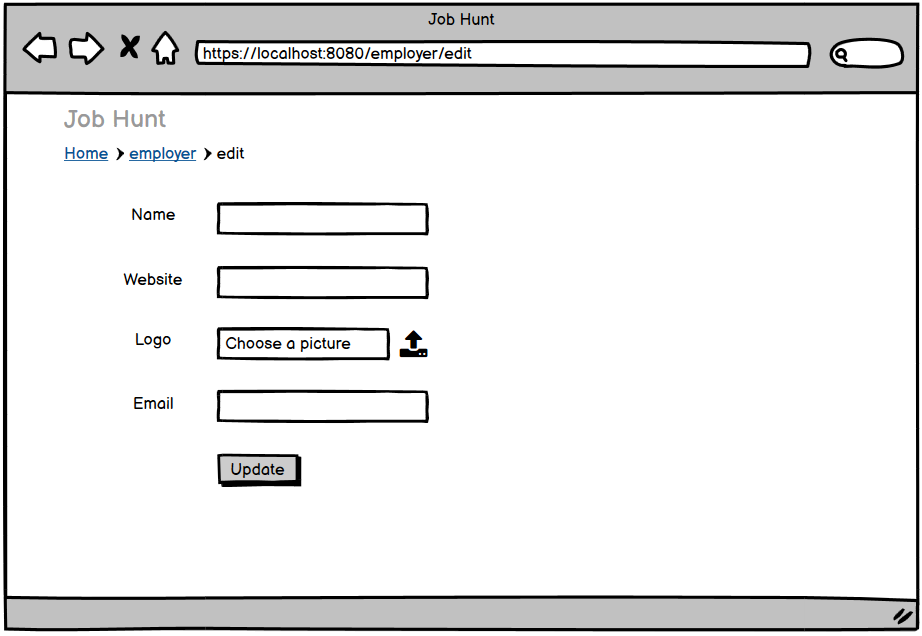 Job Hunt
https://localhost:8080/employer/edit
Job Hunt
Home > employer > edit
Name
Website
Logo Choose a picture
Email
Update